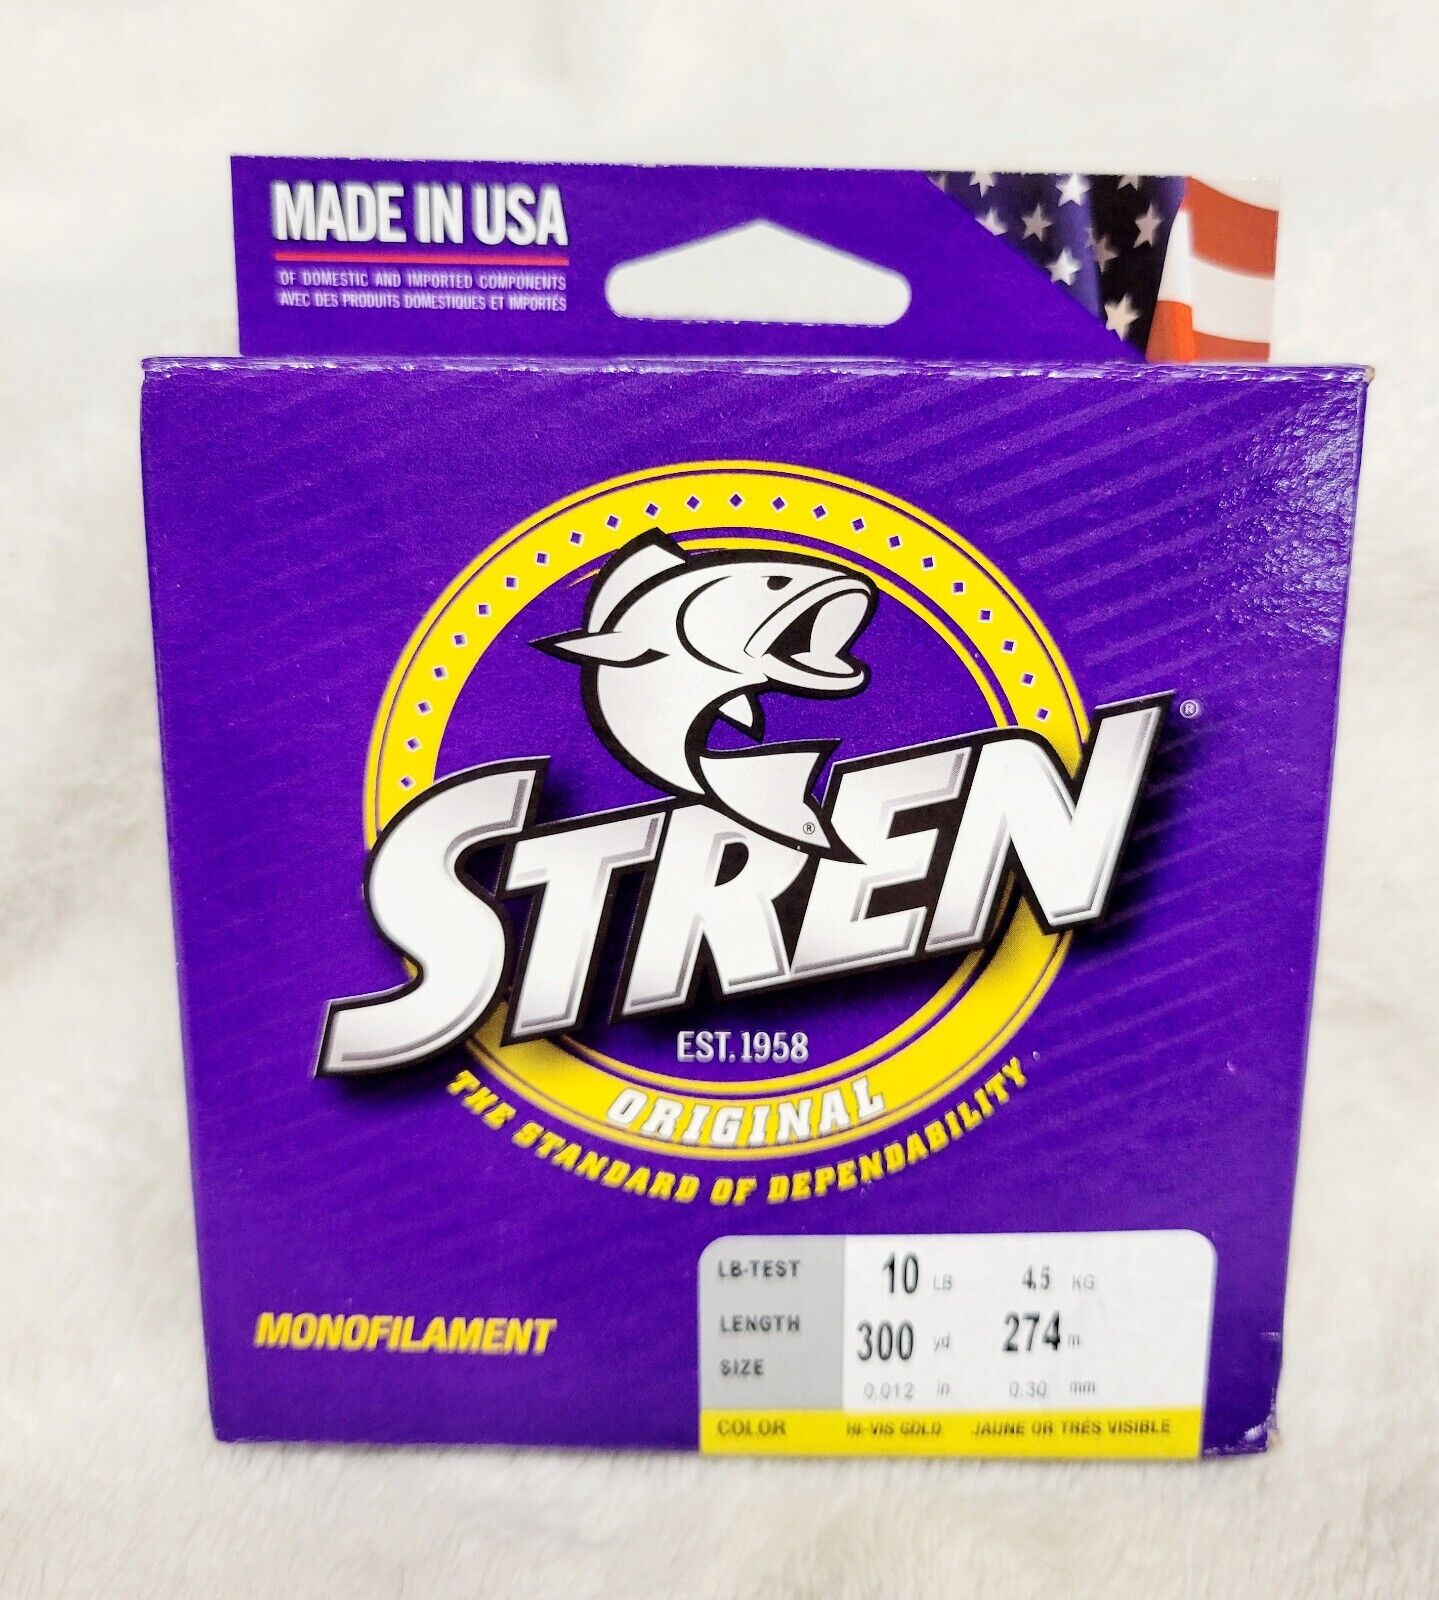 MADE IN USA
OF DOMESTIC AND IMPORTED COMPONENTS
AVEC DES PRODUITS DOMESTIQUES ET IMPORTÉS
STREN®
®
EST. 1958
ORIGINAL
THE STANDARD OF DEPENDABILITY.
MONOFILAMENT
LB-TEST 10 LB 4.5 KG
LENGTH 300 yd 274 m
SIZE 0.012 in 0.30 mm
COLOR HI-VIS GOLD JAUNE OR TRÉS VISIBLE